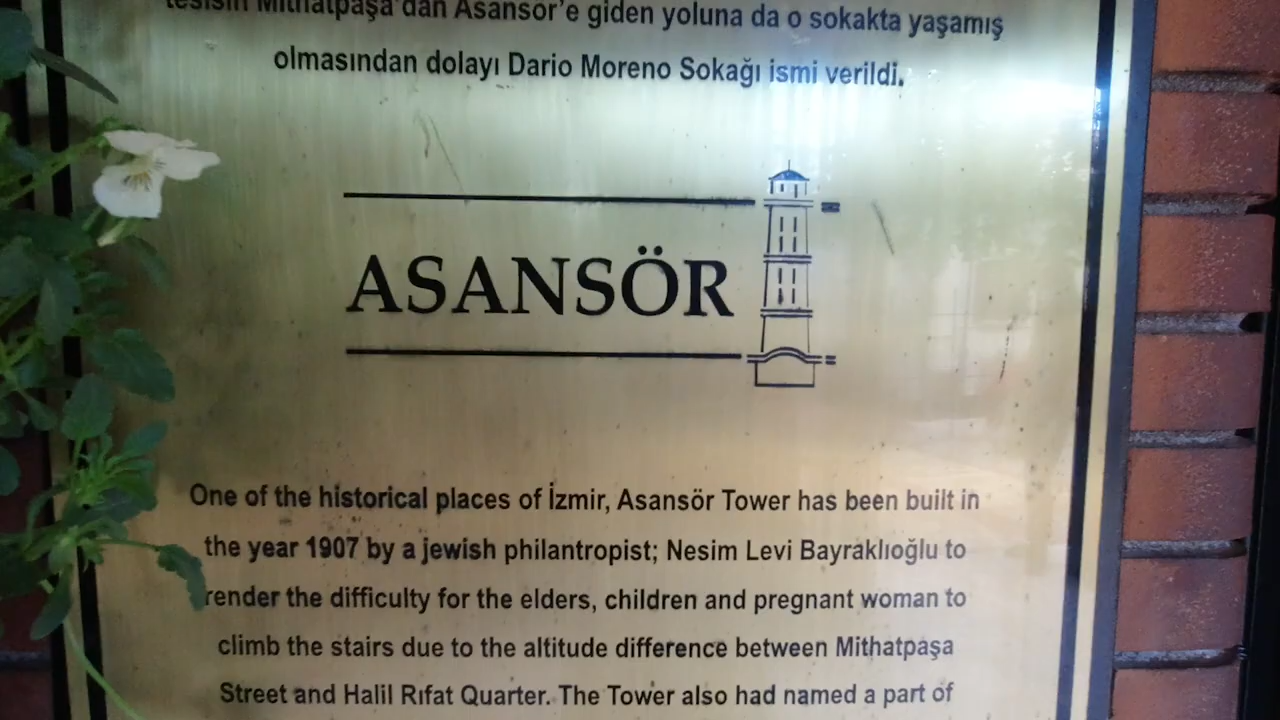 tesisin Mithatpaşa'dan Asansör'e giden yoluna da o sokakta yaşamış
olmasından dolayı Dario Moreno Sokağı ismi verildi.
ASANSÖR
One of the historical places of İzmir, Asansör Tower has been built in
the year 1907 by a jewish philantropist; Nesim Levi Bayraklıoğlu to
render the difficulty for the elders, children and pregnant woman to
climb the stairs due to the altitude difference between Mithatpaşa
Street and Halil Rıfat Quarter. The Tower also had named a part of